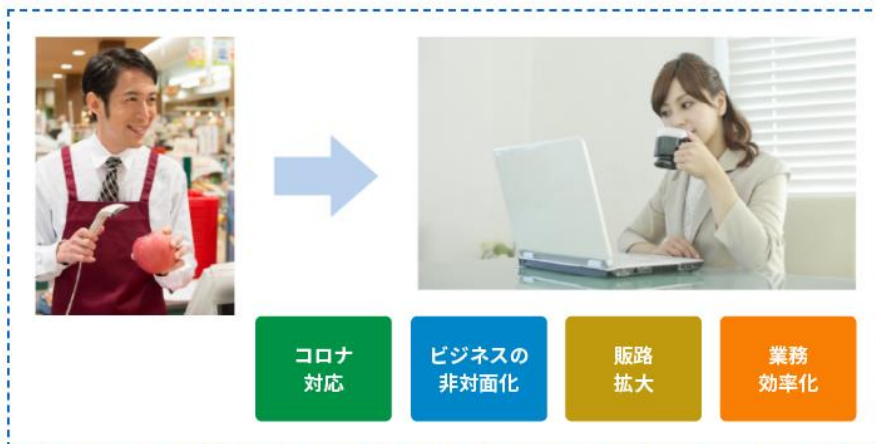 コロナ
対応
ビジネスの
非対面化
販路
拡大
業務
効率化